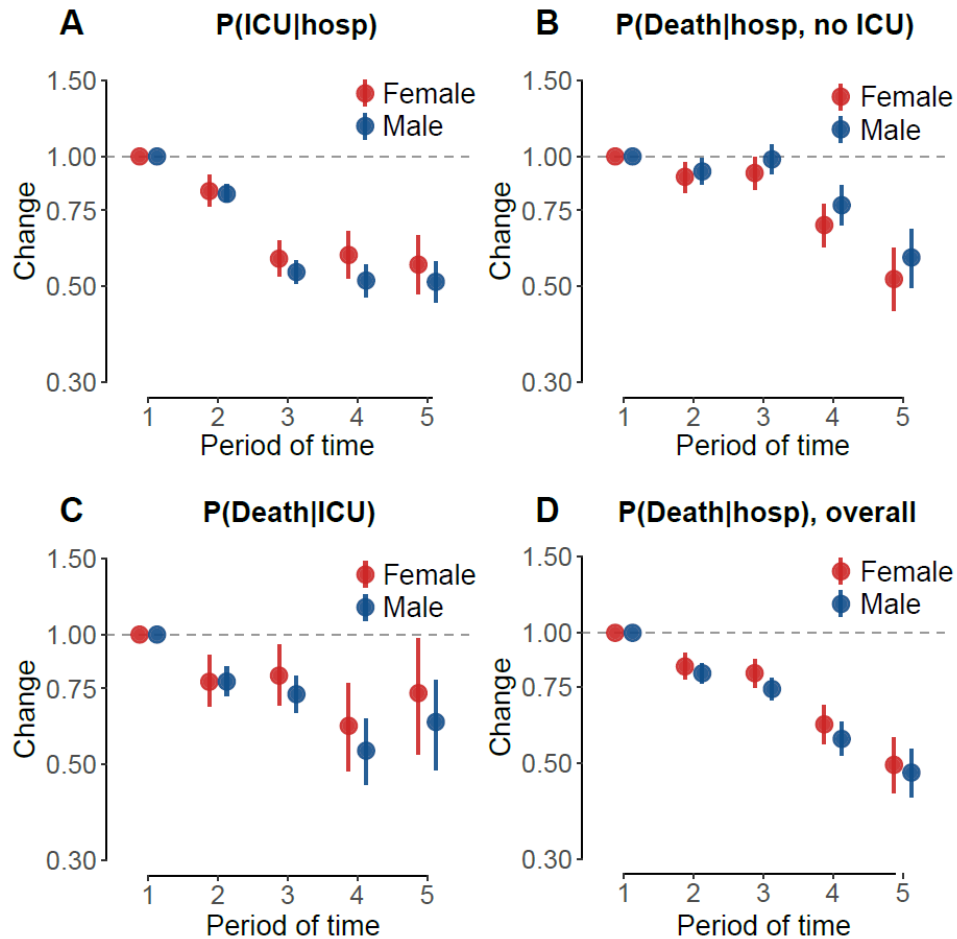 A P(ICU|hosp)
1.50
1.00
0.75
0.50
0.30
Change
Female
Male
1 2 3 4 5
Period of time
B P(Death|hosp, no ICU)
1.50
1.00
0.75
0.50
0.30
Change
Female
Male
1 2 3 4 5
Period of time
C P(Death|ICU)
1.50
1.00
0.75
0.50
0.30
Change
Female
Male
1 2 3 4 5
Period of time
D P(Death|hosp), overall
1.50
1.00
0.75
0.50
0.30
Change
Female
Male
1 2 3 4 5
Period of time